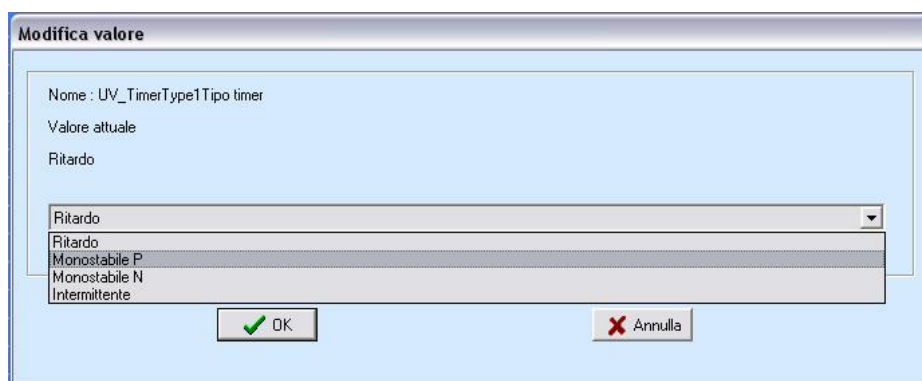 Modifica valore
Nome : UV_TimerType1Tipo timer
Valore attuale
Ritardo
Ritardo
Ritardo
Monostabile P
Monostabile N
Intermittente
OK
Annulla